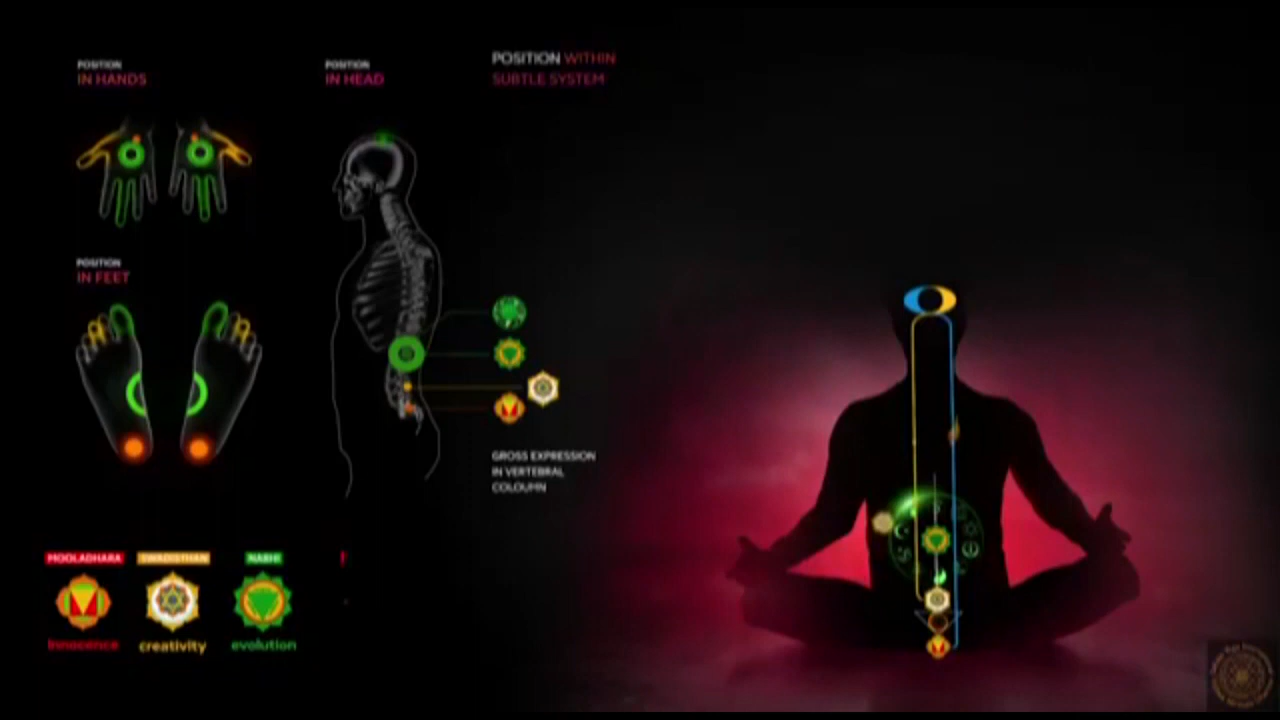 POSITION
IN HANDS
POSITION
IN HEAD
POSITION WITHIN
SUBTLE SYSTEM
POSITION
IN FEET
GROSS EXPRESSION
IN VERTEBRAL
COLOUMN
MOOLADHARA
SWADISTHAN
NABHI
innocence
creativity
evolution